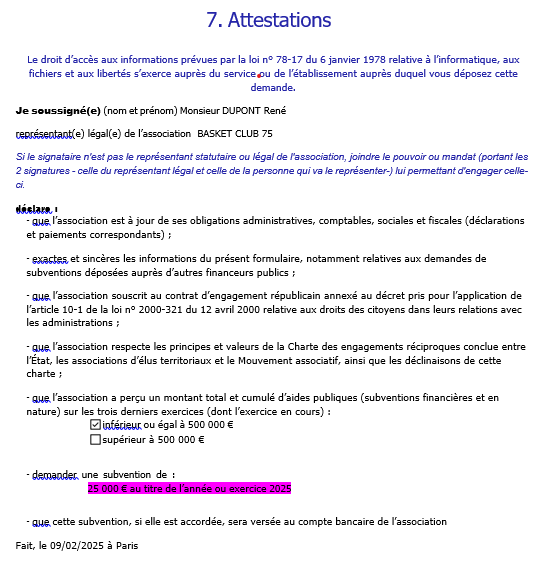 7. Attestations
Le droit d'accès aux informations prévues par la loi n° 78-17 du 6 janvier 1978 relative à l'informatique, aux
fichiers et aux libertés s'exerce auprès du service ou de l'établissement auprès duquel vous déposez cette
demande.
Je soussigné(e) (nom et prénom) Monsieur DUPONT René
représentant(e) légal(e) de l'association BASKET CLUB 75
Si le signataire n'est pas le représentant statutaire ou légal de l'association, joindre le pouvoir ou mandat (portant les
2 signatures - celle du représentant légal et celle de la personne qui va le représenter-) lui permettant d'engager celle-
ci.
déclare :
- que l'association est à jour de ses obligations administratives, comptables, sociales et fiscales (déclarations
et paiements correspondants) ;
- exactes et sincères les informations du présent formulaire, notamment relatives aux demandes de
subventions déposées auprès d'autres financeurs publics ;
- que l'association souscrit au contrat d'engagement républicain annexé au décret pris pour l'application de
l'article 10-1 de la loi n° 2000-321 du 12 avril 2000 relative aux droits des citoyens dans leurs relations avec
les administrations ;
- que l'association respecte les principes et valeurs de la Charte des engagements réciproques conclue entre
l'État, les associations d'élus territoriaux et le Mouvement associatif, ainsi que les déclinaisons de cette
charte ;
- que l'association a perçu un montant total et cumulé d'aides publiques (subventions financières et en
nature) sur les trois derniers exercices (dont l'exercice en cours) :
☑ inférieur ou égal à 500 000 €
☐ supérieur à 500 000 €
- demander une subvention de :
25 000 € au titre de l'année ou exercice 2025
- que cette subvention, si elle est accordée, sera versée au compte bancaire de l'association
Fait, le 09/02/2025 à Paris